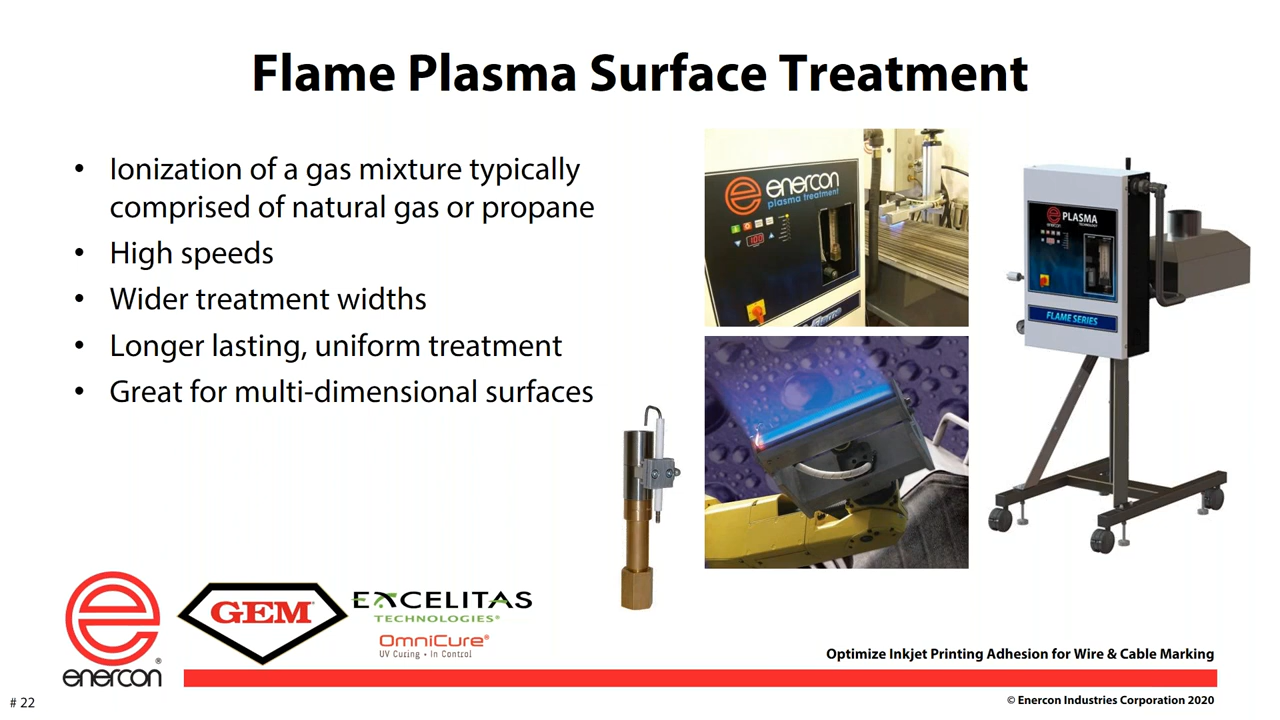 Flame Plasma Surface Treatment
• Ionization of a gas mixture typically
comprised of natural gas or propane
• High speeds
• Wider treatment widths
• Longer lasting, uniform treatment
• Great for multi-dimensional surfaces
enercon
plasma treatment
PLASMA
TECHNOLOGY
enercon
FLAME SERIES
GEM®
EXCELITAS
TECHNOLOGIES®
OmniCure®
UV Curing • In Control
enercon®
Optimize Inkjet Printing Adhesion for Wire & Cable Marking
# 22
© Enercon Industries Corporation 2020